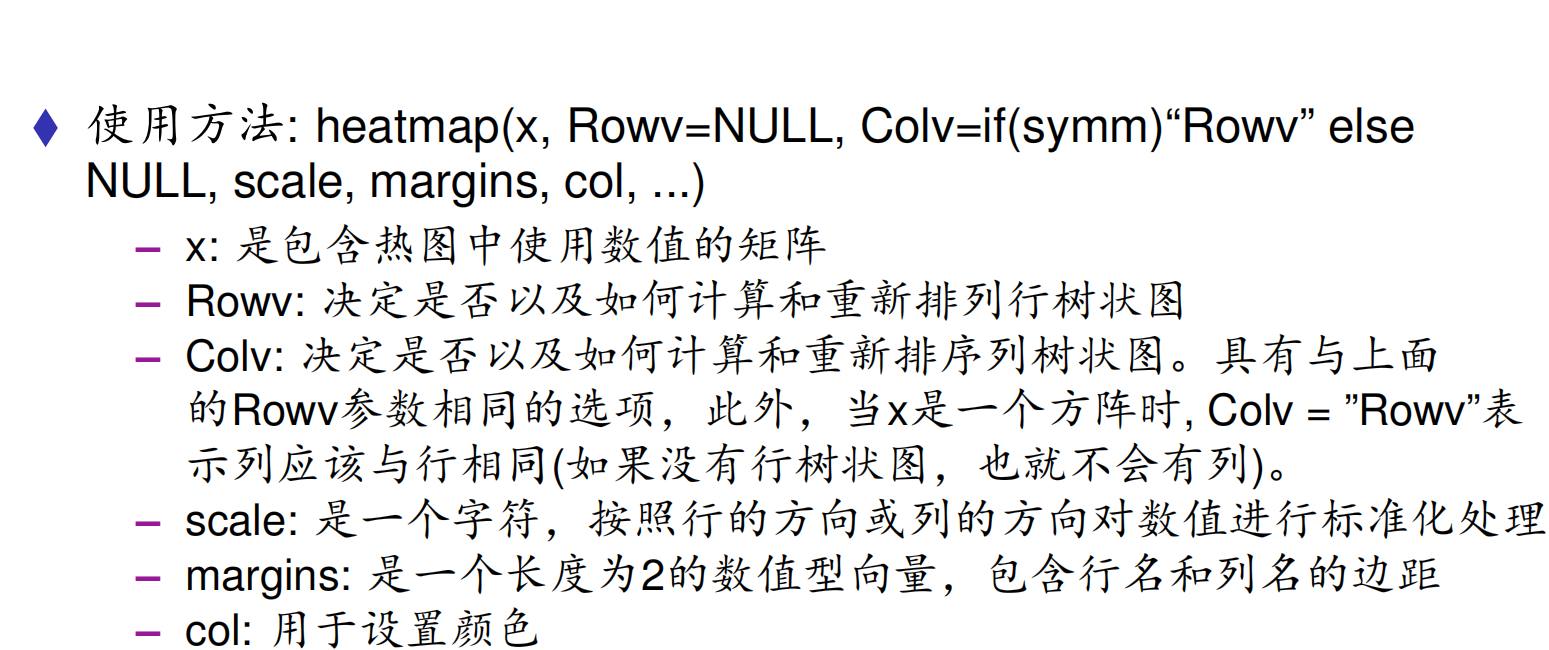 ♦ 使用方法: heatmap(x, Rowv=NULL, Colv=if(symm)“Rowv” else
NULL, scale, margins, col, ...)
– x: 是包含热图中使用数值的矩阵
– Rowv: 决定是否以及如何计算和重新排列行树状图
– Colv: 决定是否以及如何计算和重新排序列树状图。具有与上面
的Rowv参数相同的选项，此外，当x是一个方阵时, Colv = ”Rowv”表
示列应该与行相同(如果没有行树状图，也就不会有列)。
– scale: 是一个字符，按照行的方向或列的方向对数值进行标准化处理
– margins: 是一个长度为2的数值型向量，包含行名和列名的边距
– col: 用于设置颜色